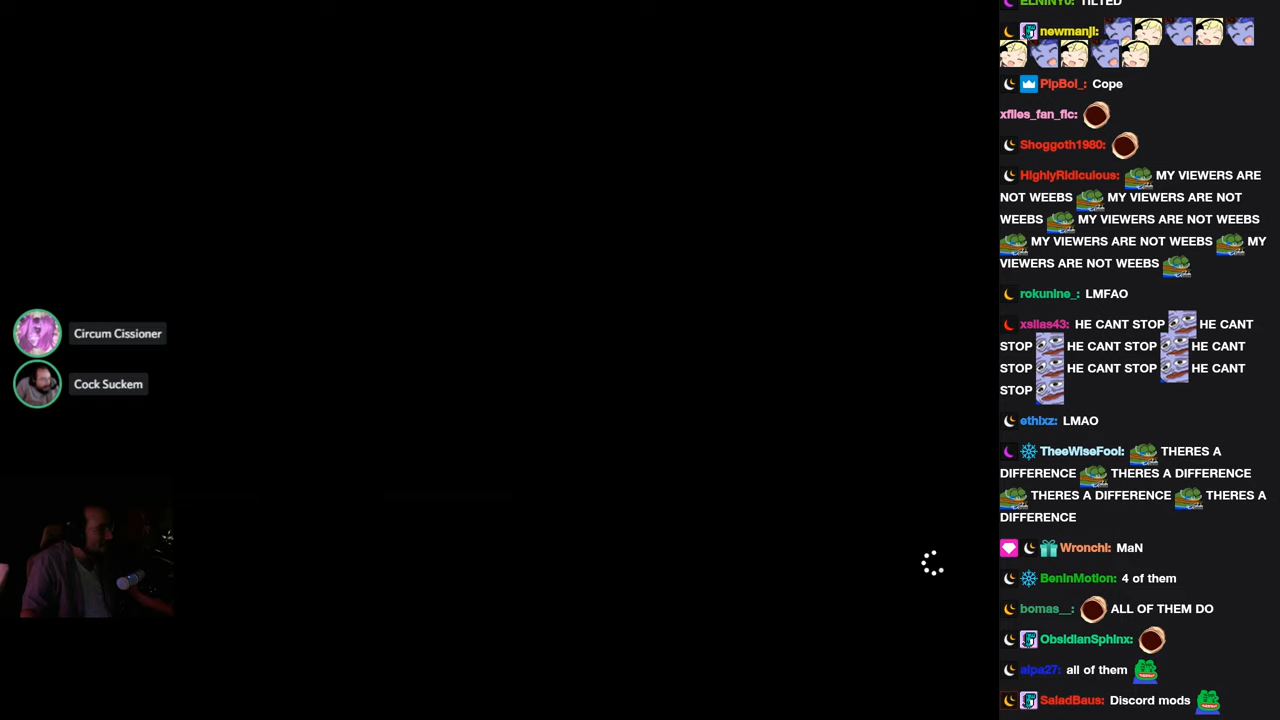 ELNINY0: TILTED
newmanji:
PipBoi_: Cope
xfiles_fan_fic:
Shoggoth1980:
HighlyRidiculous: MY VIEWERS ARE
NOT WEEBS MY VIEWERS ARE NOT
WEEBS MY VIEWERS ARE NOT WEEBS
MY VIEWERS ARE NOT WEEBS MY
VIEWERS ARE NOT WEEBS
rokunine_: LMFAO
Circum Cissioner
xsilas43: HE CANT STOP HE CANT
STOP HE CANT STOP HE CANT
STOP HE CANT STOP HE CANT
STOP
Cock Suckem
ethixz: LMAO
TheeWiseFool: THERES A
DIFFERENCE THERES A DIFFERENCE
THERES A DIFFERENCE THERES A
DIFFERENCE
Wronchi: MaN
BenInMotion: 4 of them
bomas__: ALL OF THEM DO
ObsidianSphinx:
alpa27: all of them
SaladBaus: Discord mods